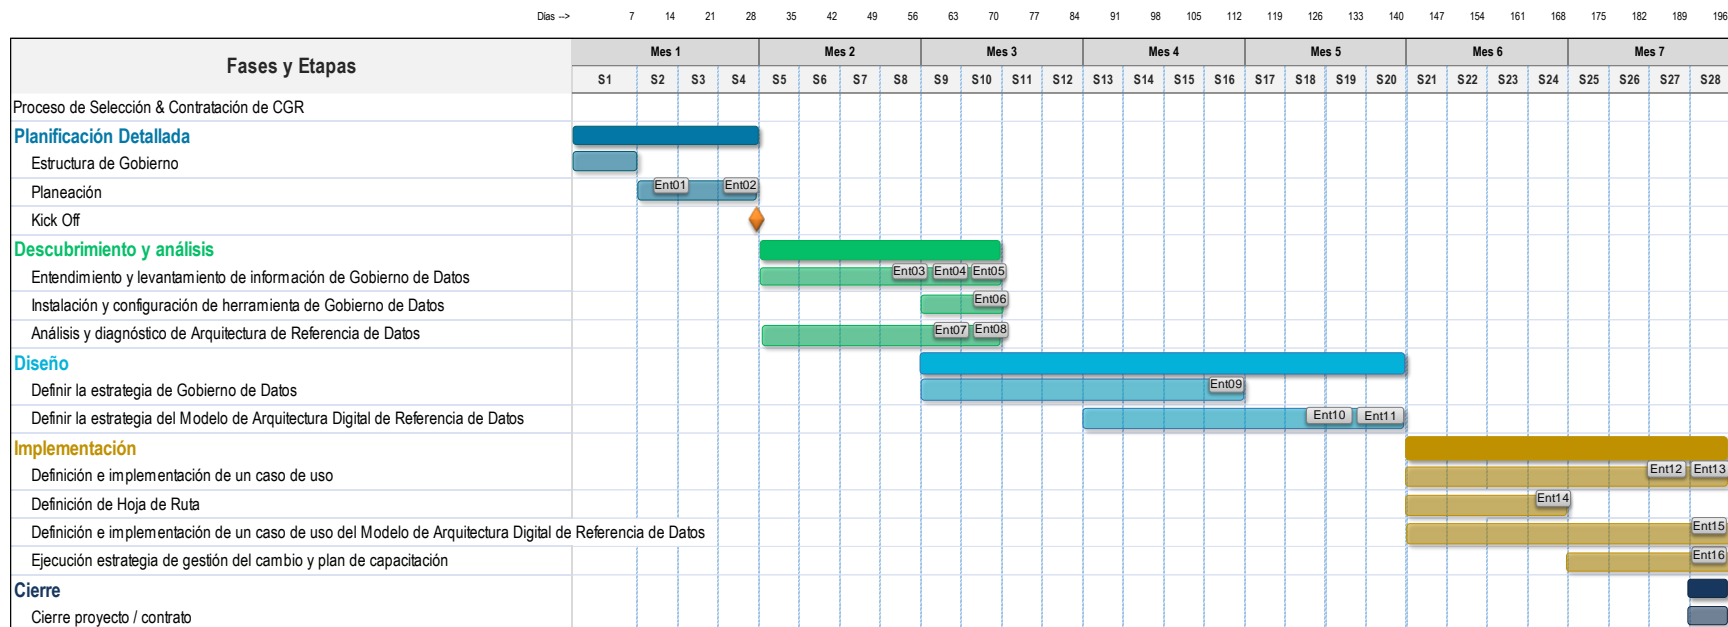 Días --> 7 14 21 28 35 42 49 56 63 70 77 84 91 98 105 112 119 126 133 140 147 154 161 168 175 182 189 196
Fases y Etapas
Mes 1 Mes 2 Mes 3 Mes 4 Mes 5 Mes 6 Mes 7
S1 S2 S3 S4 S5 S6 S7 S8 S9 S10 S11 S12 S13 S14 S15 S16 S17 S18 S19 S20 S21 S22 S23 S24 S25 S26 S27 S28
Proceso de Selección & Contratación de CGR
Planificación Detallada
Estructura de Gobierno
Planeación Ent01 Ent02
Kick Off
Descubrimiento y análisis
Entendimiento y levantamiento de información de Gobierno de Datos Ent03 Ent04 Ent05
Instalación y configuración de herramienta de Gobierno de Datos Ent06
Análisis y diagnóstico de Arquitectura de Referencia de Datos Ent07 Ent08
Diseño
Definir la estrategia de Gobierno de Datos Ent09
Definir la estrategia del Modelo de Arquitectura Digital de Referencia de Datos Ent10 Ent11
Implementación
Definición e implementación de un caso de uso Ent12 Ent13
Definición de Hoja de Ruta Ent14
Definición e implementación de un caso de uso del Modelo de Arquitectura Digital de Referencia de Datos Ent15
Ejecución estrategia de gestión del cambio y plan de capacitación Ent16
Cierre
Cierre proyecto / contrato